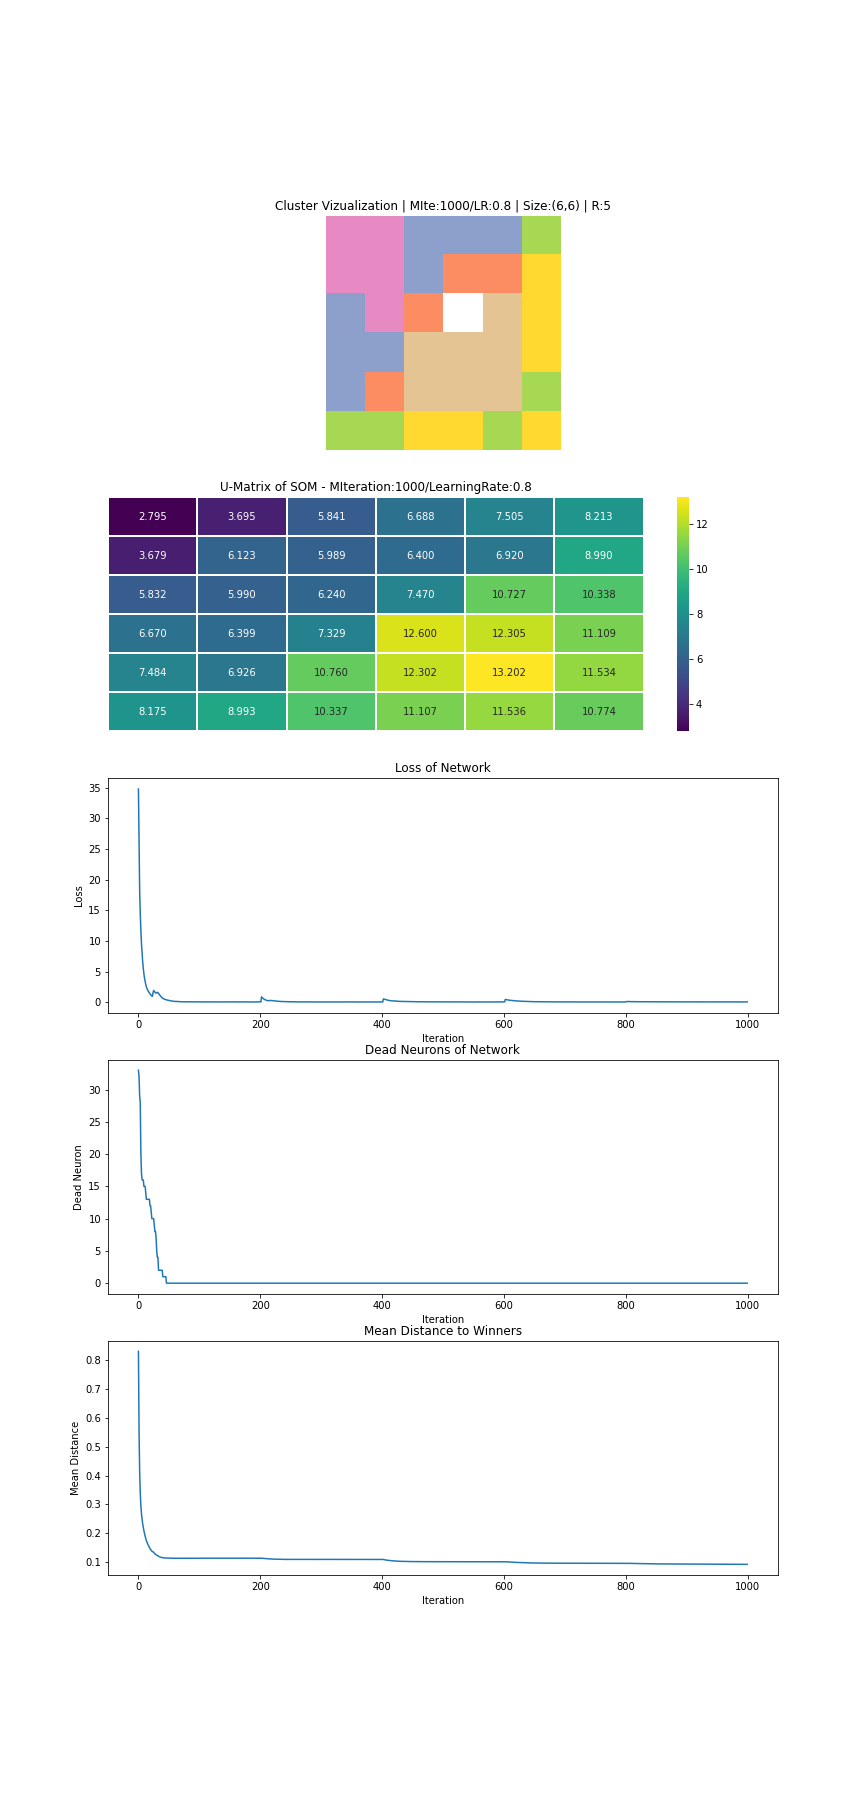 Cluster Vizualization | MIte:1000/LR:0.8 | Size:(6,6) | R:5
U-Matrix of SOM - MIteration:1000/LearningRate:0.8
2.795 3.695 5.841 6.688 7.505 8.213
3.679 6.123 5.989 6.400 6.920 8.990
5.832 5.990 6.240 7.470 10.727 10.338
6.670 6.399 7.329 12.600 12.305 11.109
7.484 6.926 10.760 12.302 13.202 11.534
8.175 8.993 10.337 11.107 11.536 10.774
12
10
8
6
4
Loss of Network
35
30
25
20
15
10
5
0
Loss
0 200 400 600 800 1000
Iteration
Dead Neurons of Network
30
25
20
15
10
5
0
Dead Neuron
0 200 400 600 800 1000
Iteration
Mean Distance to Winners
0.8
0.7
0.6
0.5
0.4
0.3
0.2
0.1
Mean Distance
0 200 400 600 800 1000
Iteration